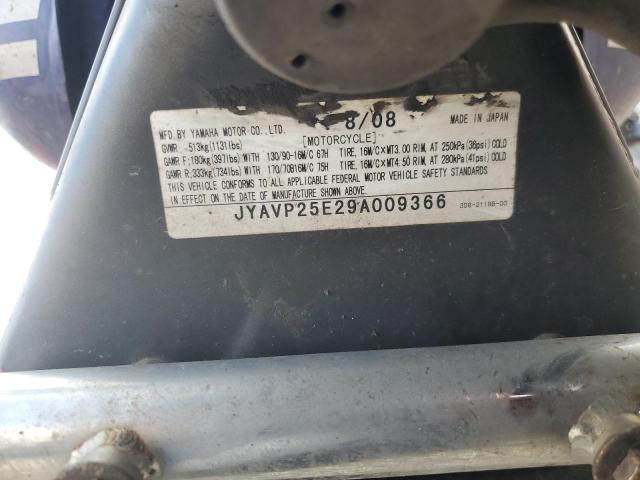 8/08
MFD.BY YAMAHA MOTOR CO.,LTD. MADE IN JAPAN
GVWR 513kg(1131lbs) [MOTORCYCLE]
GAWR F:180kg(397lbs)WITH 130/90-16M/C 67H TIRE, 16M/C×MT3.00 RIM, AT 250kPa(36psi)COLD
GAWR R:333kg(734lbs)WITH 170/70B16M/C 75H TIRE, 16M/C×MT4.50 RIM, AT 280kPa(41psi)COLD
THIS VEHICLE CONFORMS TO ALL APPLICABLE FEDERAL MOTOR VEHICLE SAFETY STANDARDS
IN EFFECT ON THE DATE OF MANUFACTURE SHOWN ABOVE.
JYAVP25E29A009366